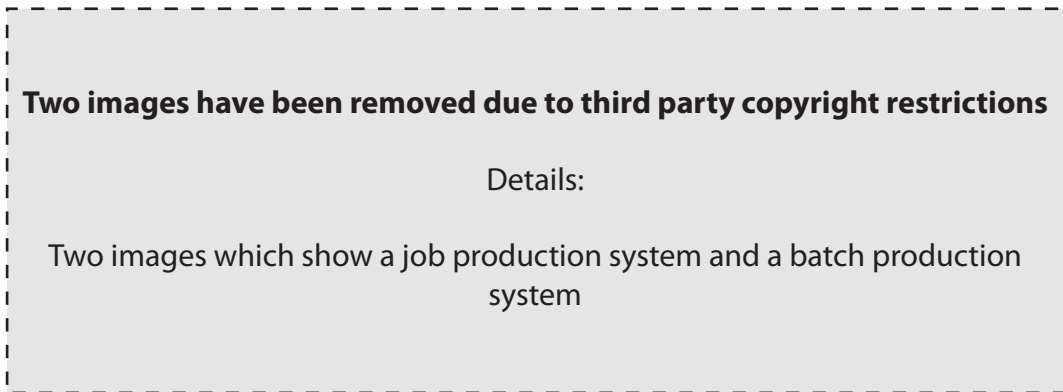 Two images have been removed due to third party copyright restrictions
Details:
Two images which show a job production system and a batch production
system